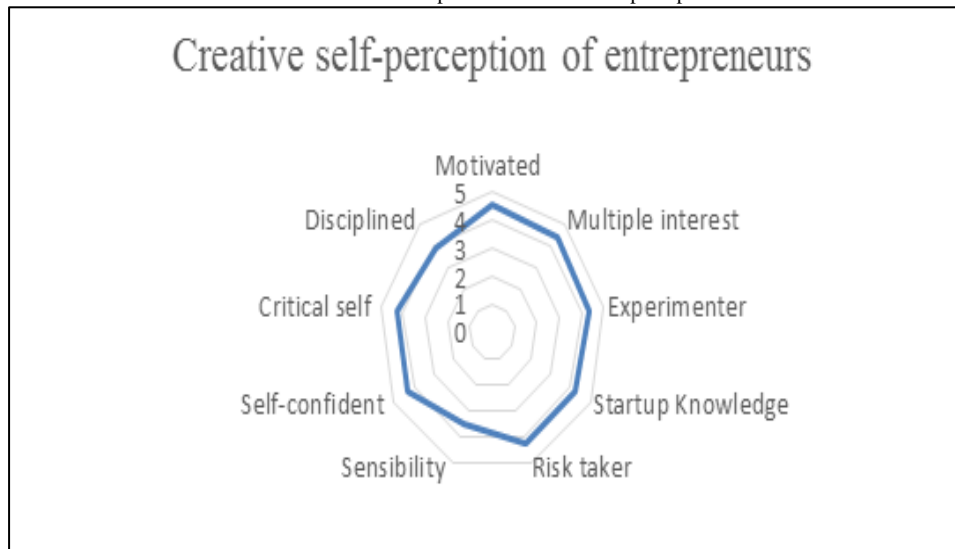 Creative self-perception of entrepreneurs
Motivated
5
Disciplined
4
Multiple interest
3
2
Critical self
1
Experimenter
0
Self-confident
Startup Knowledge
Sensibility
Risk taker